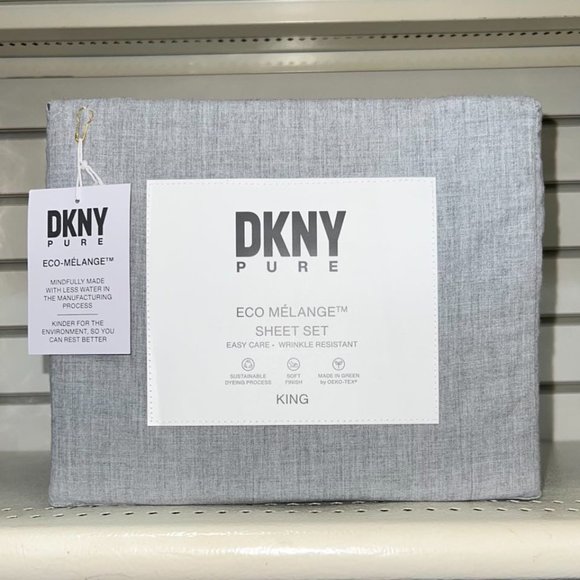 DKNY
PURE
ECO-MÉLANGE™
MINDFULLY MADE
WITH LESS WATER IN
THE MANUFACTURING
PROCESS
KINDER FOR THE
ENVIRONMENT, SO YOU
CAN REST BETTER
DKNY
PURE
ECO MÉLANGE™
SHEET SET
EASY CARE • WRINKLE RESISTANT
SUSTAINABLE
DYEING PROCESS
SOFT
FINISH
MADE IN GREEN
by OEKO-TEX®
KING